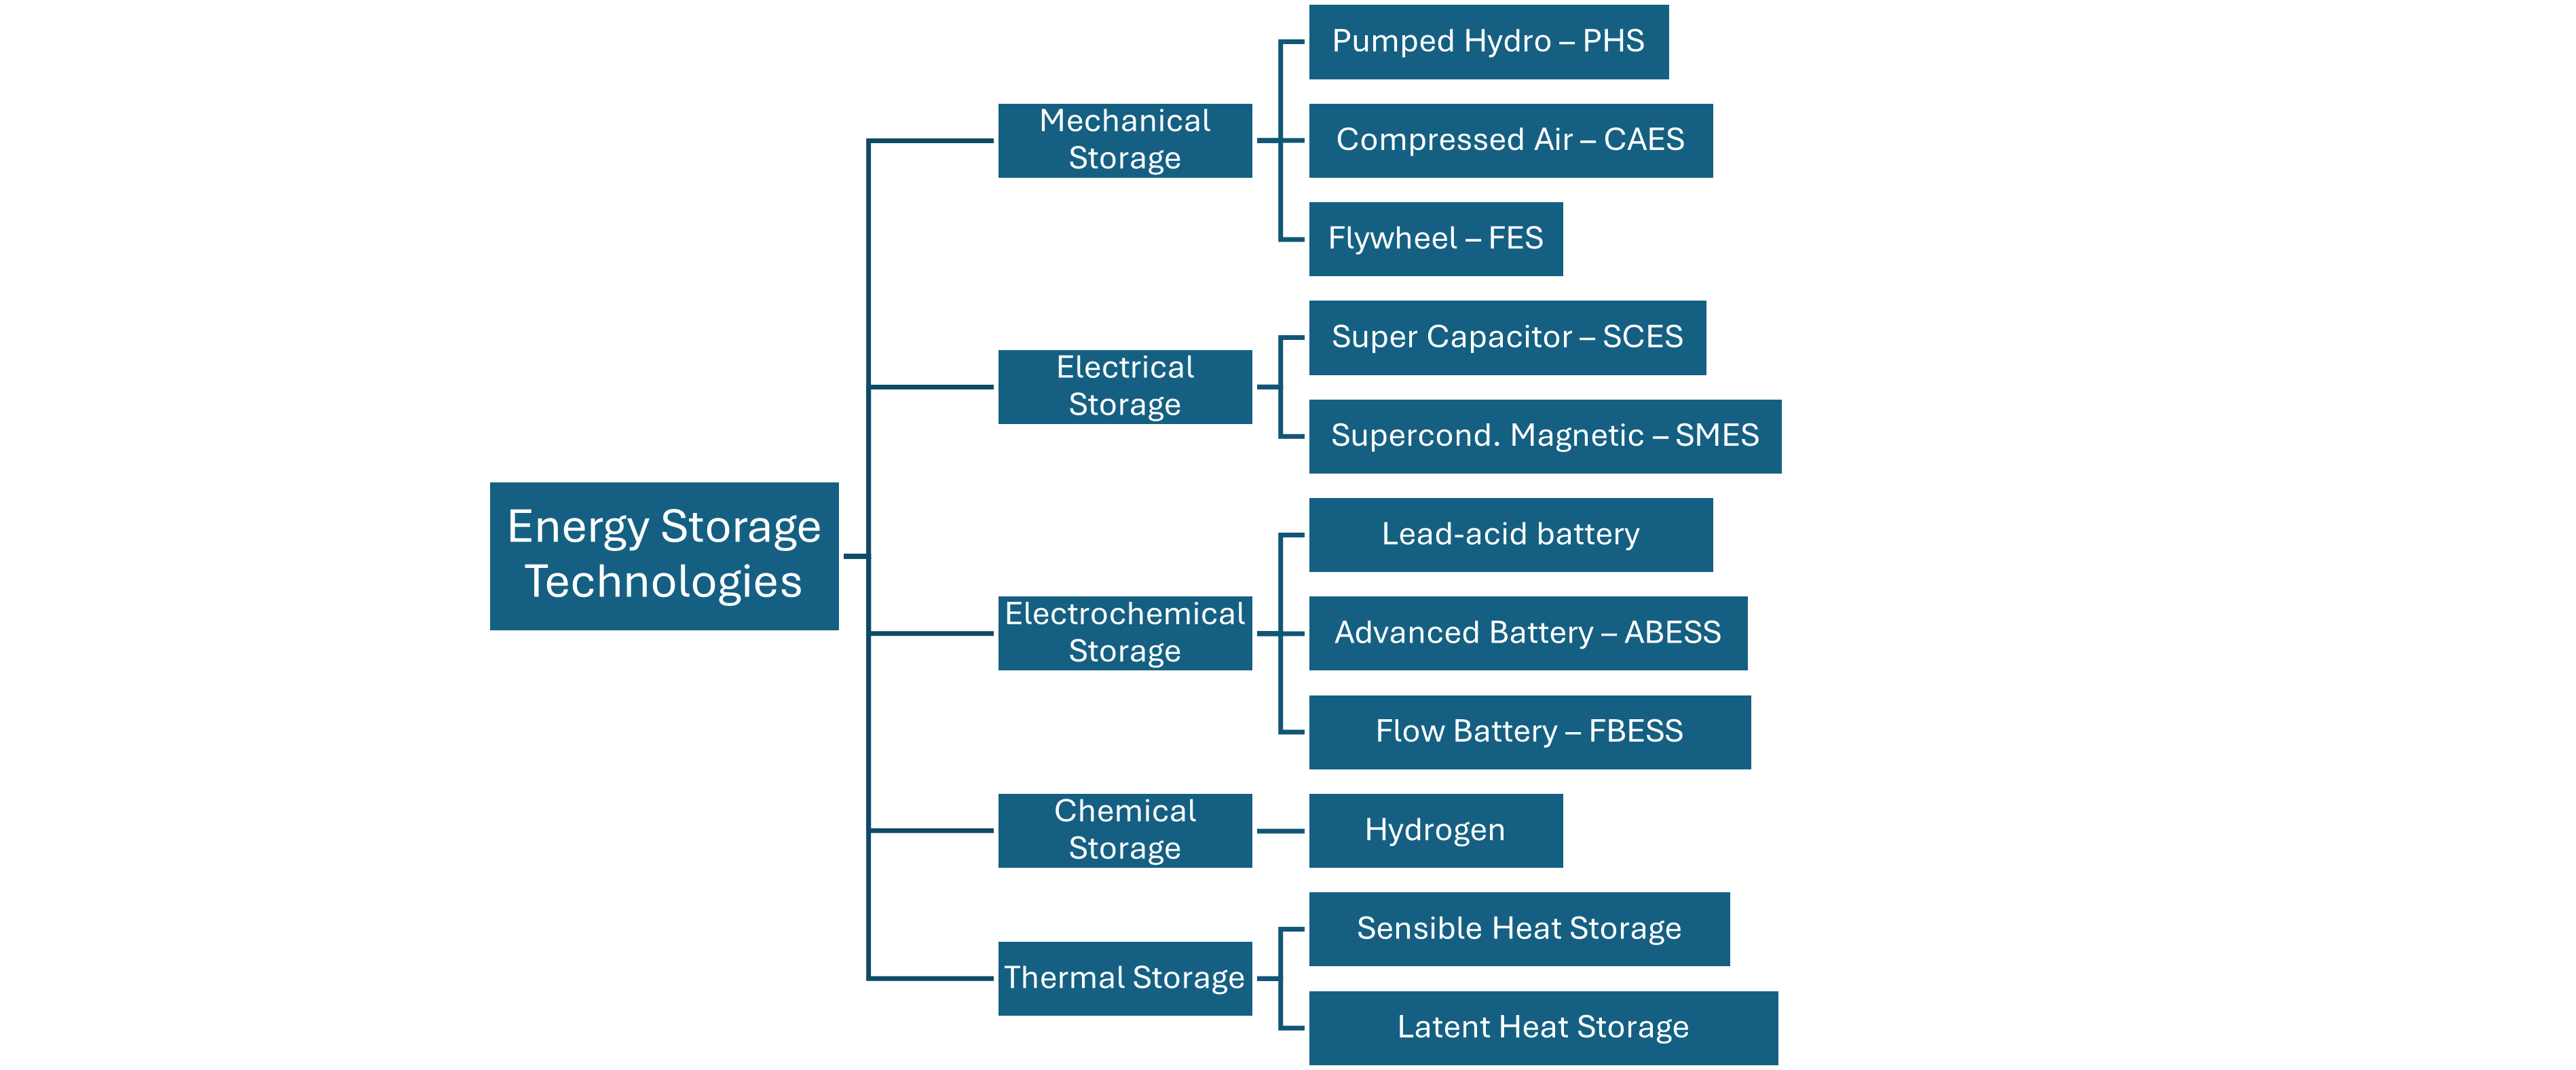 Energy Storage
Technologies
Mechanical
Storage
Pumped Hydro – PHS
Compressed Air – CAES
Flywheel – FES
Electrical
Storage
Super Capacitor – SCES
Supercond. Magnetic – SMES
Electrochemical
Storage
Lead-acid battery
Advanced Battery – ABESS
Flow Battery – FBESS
Chemical
Storage
Hydrogen
Thermal Storage
Sensible Heat Storage
Latent Heat Storage